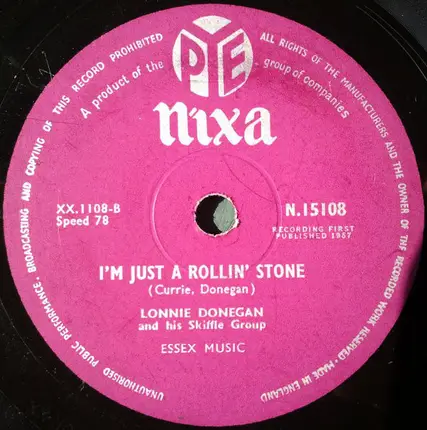 UNAUTHORISED PUBLIC PERFORMANCE, BROADCASTING AND COPYING OF THIS RECORD PROHIBITED
ALL RIGHTS OF THE MANUFACTURERS AND THE OWNER OF THE RECORDED WORK RESERVED · MADE IN ENGLAND
A product of the PYE group of companies
nixa
XX.1108-B
Speed 78
N.15108
RECORDING FIRST
PUBLISHED 1957
I'M JUST A ROLLIN' STONE
(Currie, Donegan)
LONNIE DONEGAN
and his Skiffle Group
ESSEX MUSIC